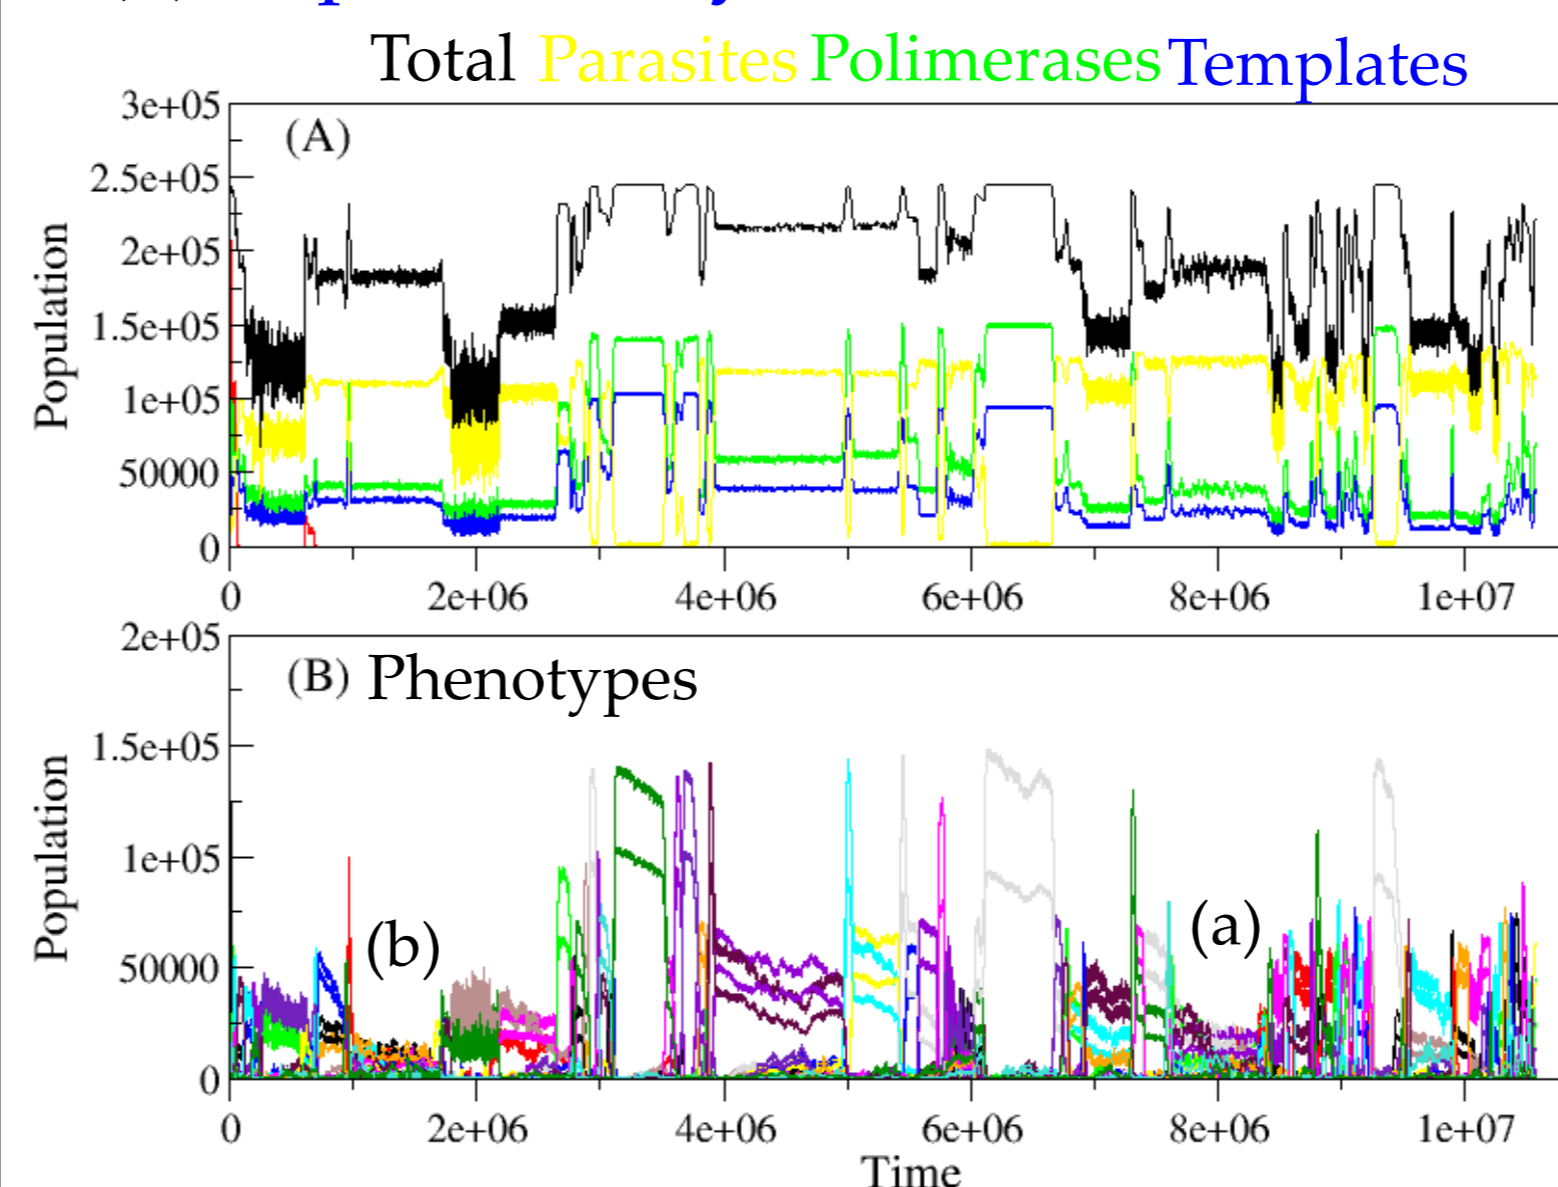 Total Parasites Polimerases Templates
3e+05
(A)
2.5e+05
2e+05
1.5e+05
1e+05
50000
0
Population
0 2e+06 4e+06 6e+06 8e+06 1e+07
2e+05
(B) Phenotypes
1.5e+05
1e+05
(b) (a)
50000
0
Population
0 2e+06 4e+06 6e+06 8e+06 1e+07
Time